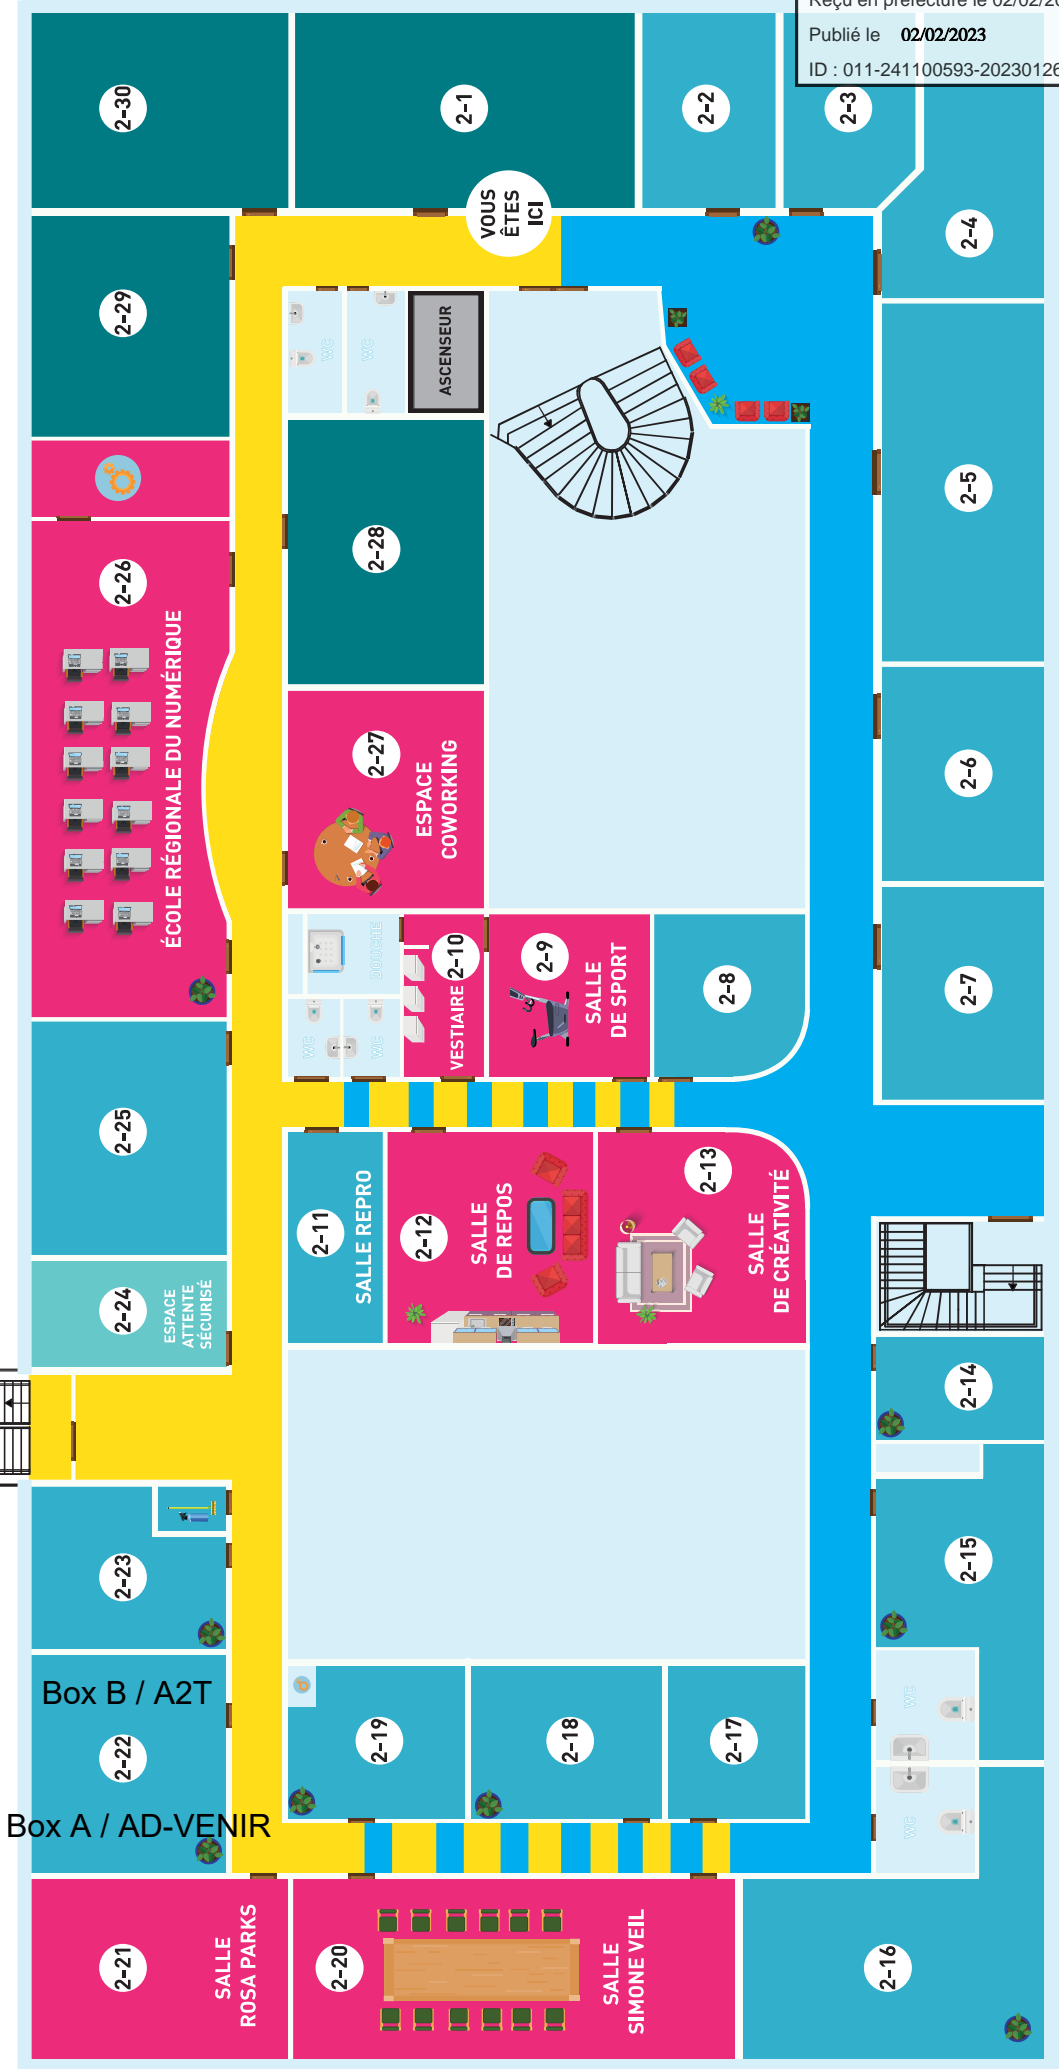 Reçu en préfecture le 02/02/20
Publié le 02/02/2023
ID : 011-241100593-20230126
2-30
2-1
2-2
2-3
VOUS
ÊTES
ICI
2-4
2-29
WC
WC
ASCENSEUR
2-5
2-28
2-26
ÉCOLE RÉGIONALE DU NUMÉRIQUE
2-27
ESPACE
COWORKING
2-6
DOUCHE
WC
WC
2-10
VESTIAIRE
2-9
SALLE
DE SPORT
2-8
2-7
2-25
2-11
SALLE REPRO
2-12
SALLE
DE REPOS
2-13
SALLE
DE CRÉATIVITÉ
2-24
ESPACE
ATTENTE
SÉCURISÉ
2-14
2-23
2-15
Box B / A2T
2-22
Box A / AD-VENIR
2-19
2-18
2-17
WC
WC
2-21
SALLE
ROSA PARKS
2-20
SALLE
SIMONE VEIL
2-16